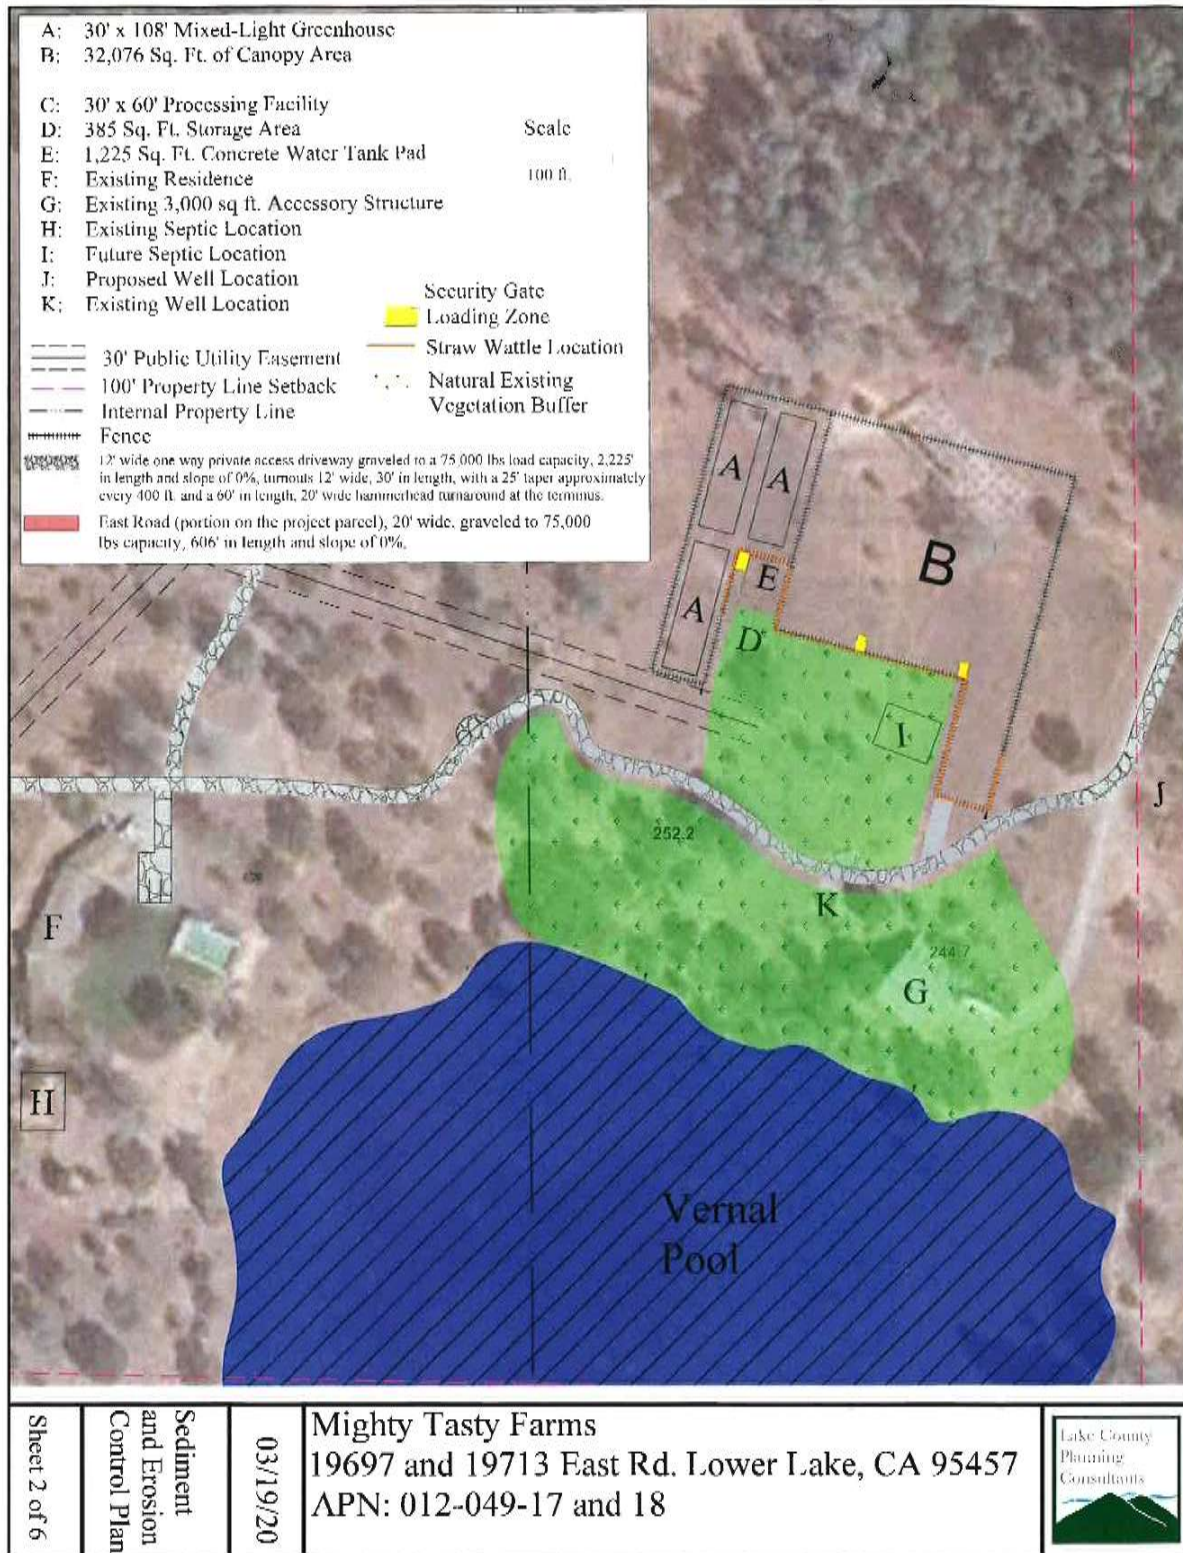 A: 30' x 108' Mixed-Light Greenhouse
B: 32,076 Sq. Ft. of Canopy Area
C: 30' x 60' Processing Facility
D: 385 Sq. Ft. Storage Area
E: 1,225 Sq. Ft. Concrete Water Tank Pad
F: Existing Residence
G: Existing 3,000 sq ft. Accessory Structure
H: Existing Septic Location
I: Future Septic Location
J: Proposed Well Location
K: Existing Well Location
Scale
100 ft.
Security Gate
Loading Zone
Straw Wattle Location
Natural Existing
Vegetation Buffer
30' Public Utility Easement
100' Property Line Setback
Internal Property Line
Fence
12' wide one way private access driveway graveled to a 75,000 lbs load capacity, 2,225'
in length and slope of 0%, turnouts 12' wide, 30' in length, with a 25' taper approximately
every 400 ft. and a 60' in length, 20' wide hammerhead turnaround at the terminus.
East Road (portion on the project parcel), 20' wide, graveled to 75,000
lbs capacity, 606' in length and slope of 0%.
A
A
B
E
A
D
I
J
252.2
K
F
244.7
G
H
Vernal
Pool
Sheet 2 of 6
Sediment
and Erosion
Control Plan
03/19/20
Mighty Tasty Farms
19697 and 19713 East Rd. Lower Lake, CA 95457
APN: 012-049-17 and 18
Lake County
Planning
Consultants